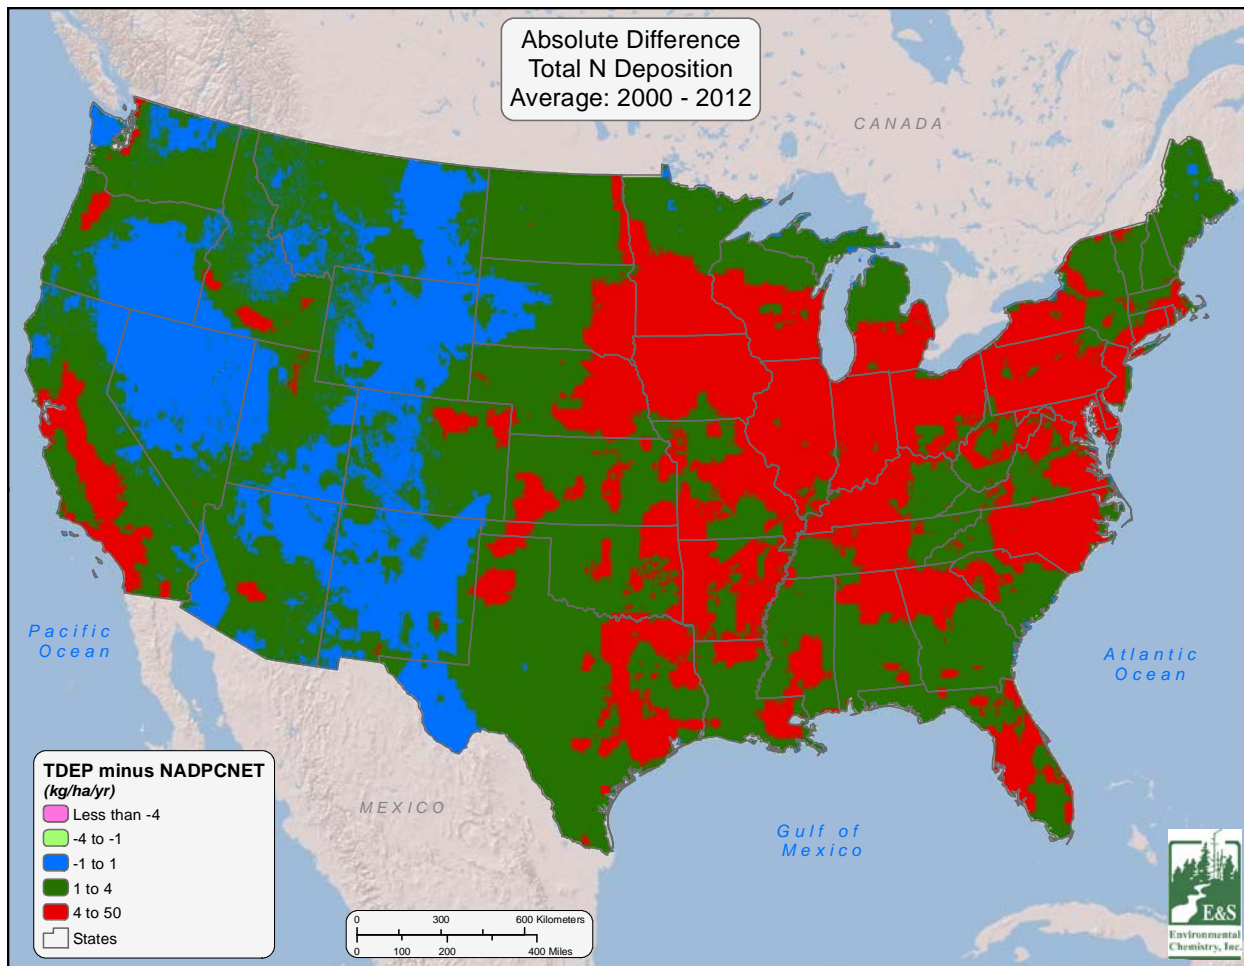 Absolute Difference
Total N Deposition
Average: 2000 - 2012
CANADA
Pacific
Ocean
Atlantic
Ocean
MEXICO
Gulf of
Mexico
TDEP minus NADPCNET
(kg/ha/yr)
Less than -4
-4 to -1
-1 to 1
1 to 4
4 to 50
States
0 300 600 Kilometers
0 100 200 400 Miles
E&S
Environmental
Chemistry, Inc.